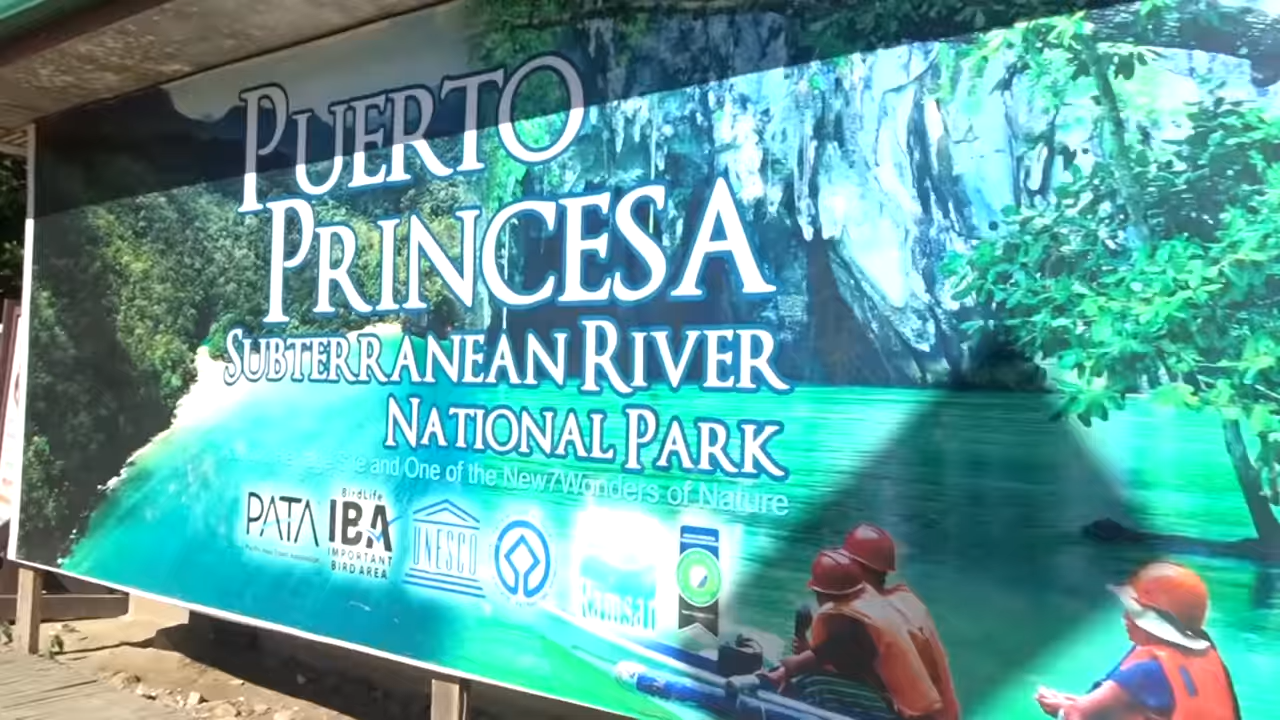 PUERTO
PRINCESA
SUBTERRANEAN RIVER
NATIONAL PARK
and One of the New7Wonders of Nature
PATA
BirdLife
IBA
IMPORTANT
BIRD AREA
UNESCO
Ramsar